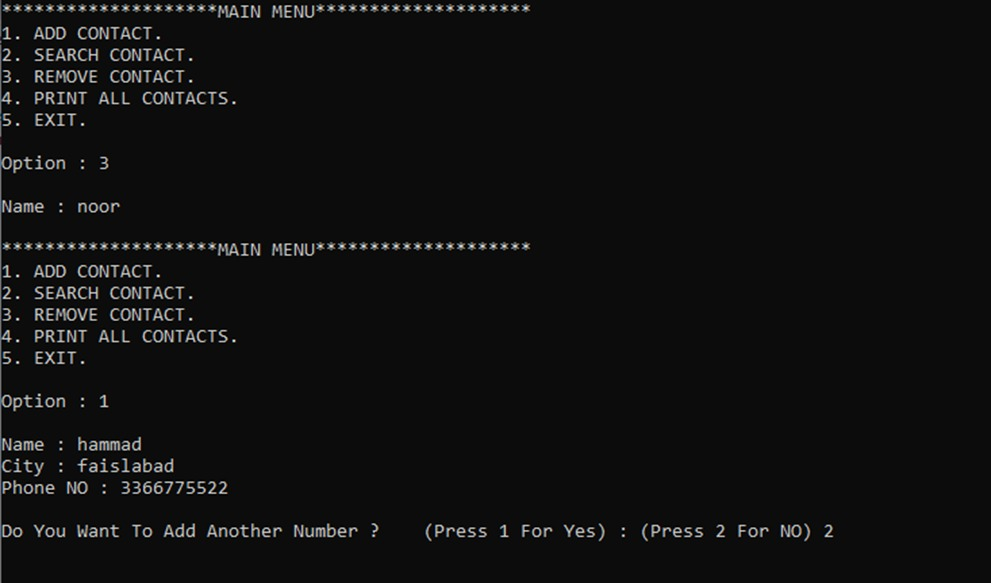 ********************MAIN MENU********************
1. ADD CONTACT.
2. SEARCH CONTACT.
3. REMOVE CONTACT.
4. PRINT ALL CONTACTS.
5. EXIT.
Option : 3
Name : noor
********************MAIN MENU********************
1. ADD CONTACT.
2. SEARCH CONTACT.
3. REMOVE CONTACT.
4. PRINT ALL CONTACTS.
5. EXIT.
Option : 1
Name : hammad
City : faislabad
Phone NO : 3366775522
Do You Want To Add Another Number ?    (Press 1 For Yes) : (Press 2 For NO) 2